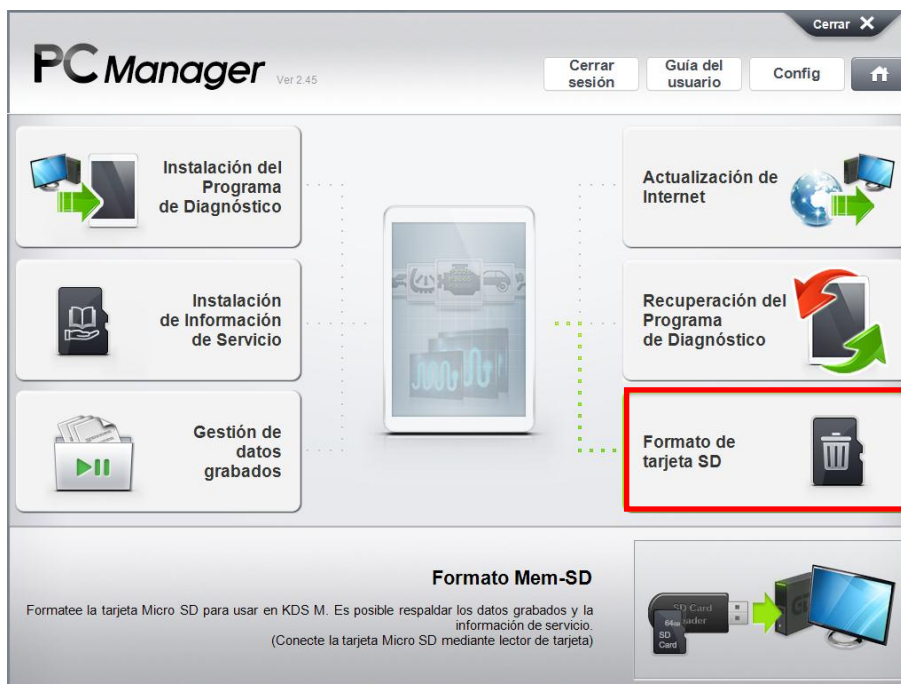 Cerrar
PC Manager Ver 2.45
Cerrar
sesión
Guía del
usuario
Config
Instalación del
Programa
de Diagnóstico
Actualización de
Internet
Instalación
de Información
de Servicio
Recuperación del
Programa
de Diagnóstico
Gestión de
datos
grabados
Formato de
tarjeta SD
Formato Mem-SD
Formatee la tarjeta Micro SD para usar en KDS M. Es posible respaldar los datos grabados y la
información de servicio.
(Conecte la tarjeta Micro SD mediante lector de tarjeta)
SD Card
SD
Card